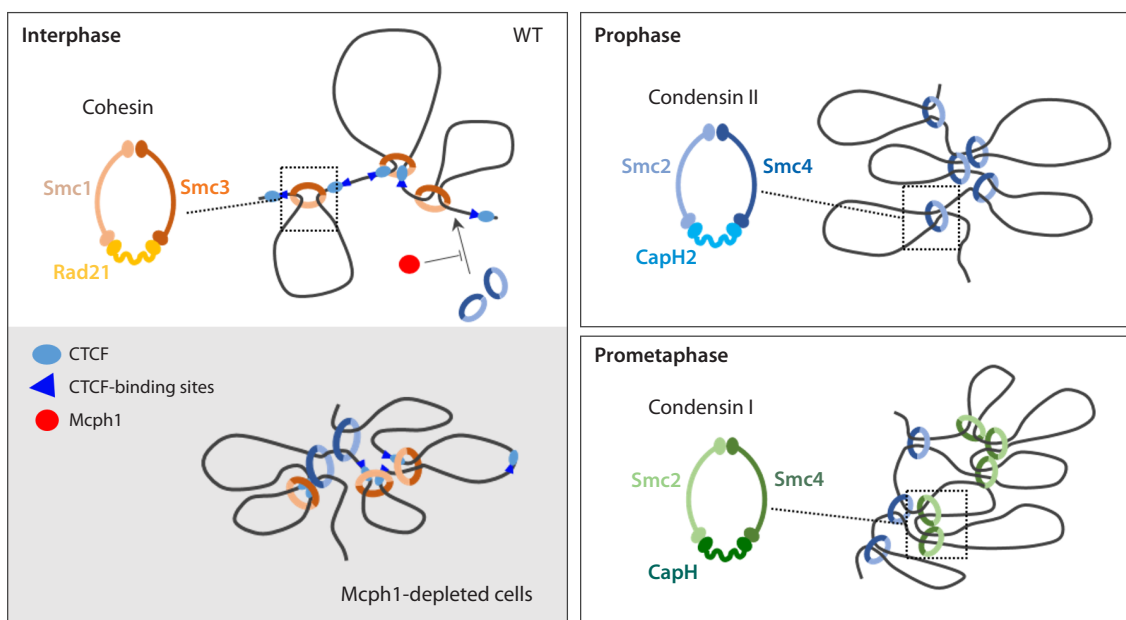 Interphase
WT
Cohesin
Smc1
Smc3
Rad21
CTCF
CTCF-binding sites
Mcph1
Mcph1-depleted cells
Prophase
Condensin II
Smc2
Smc4
CapH2
Prometaphase
Condensin I
Smc2
Smc4
CapH